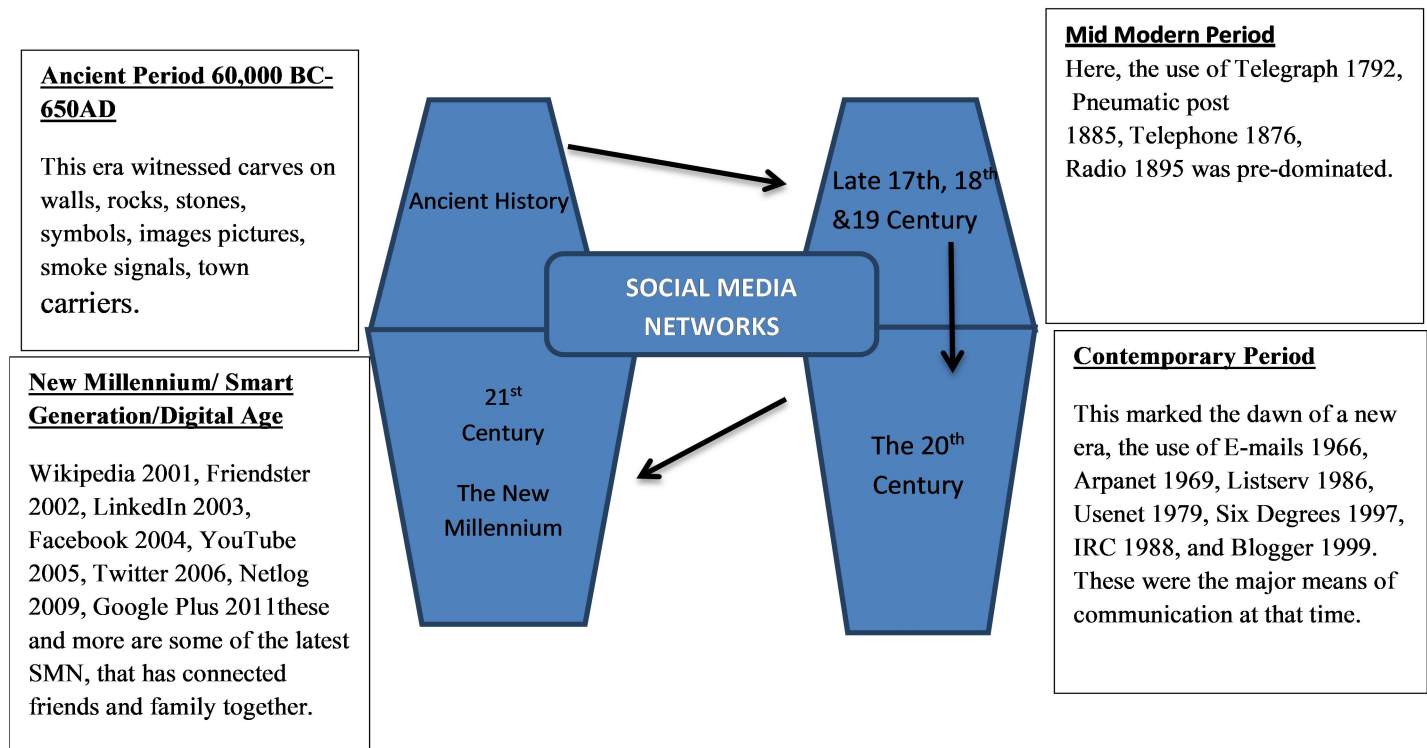 Ancient Period 60,000 BC-
650AD
This era witnessed carves on
walls, rocks, stones,
symbols, images pictures,
smoke signals, town
carriers.
Ancient History
Late 17th, 18th
&19 Century
Mid Modern Period
Here, the use of Telegraph 1792,
Pneumatic post
1885, Telephone 1876,
Radio 1895 was pre-dominated.
SOCIAL MEDIA
NETWORKS
New Millennium/ Smart
Generation/Digital Age
Wikipedia 2001, Friendster
2002, LinkedIn 2003,
Facebook 2004, YouTube
2005, Twitter 2006, Netlog
2009, Google Plus 2011these
and more are some of the latest
SMN, that has connected
friends and family together.
21st
Century
The New
Millennium
The 20th
Century
Contemporary Period
This marked the dawn of a new
era, the use of E-mails 1966,
Arpanet 1969, Listserv 1986,
Usenet 1979, Six Degrees 1997,
IRC 1988, and Blogger 1999.
These were the major means of
communication at that time.